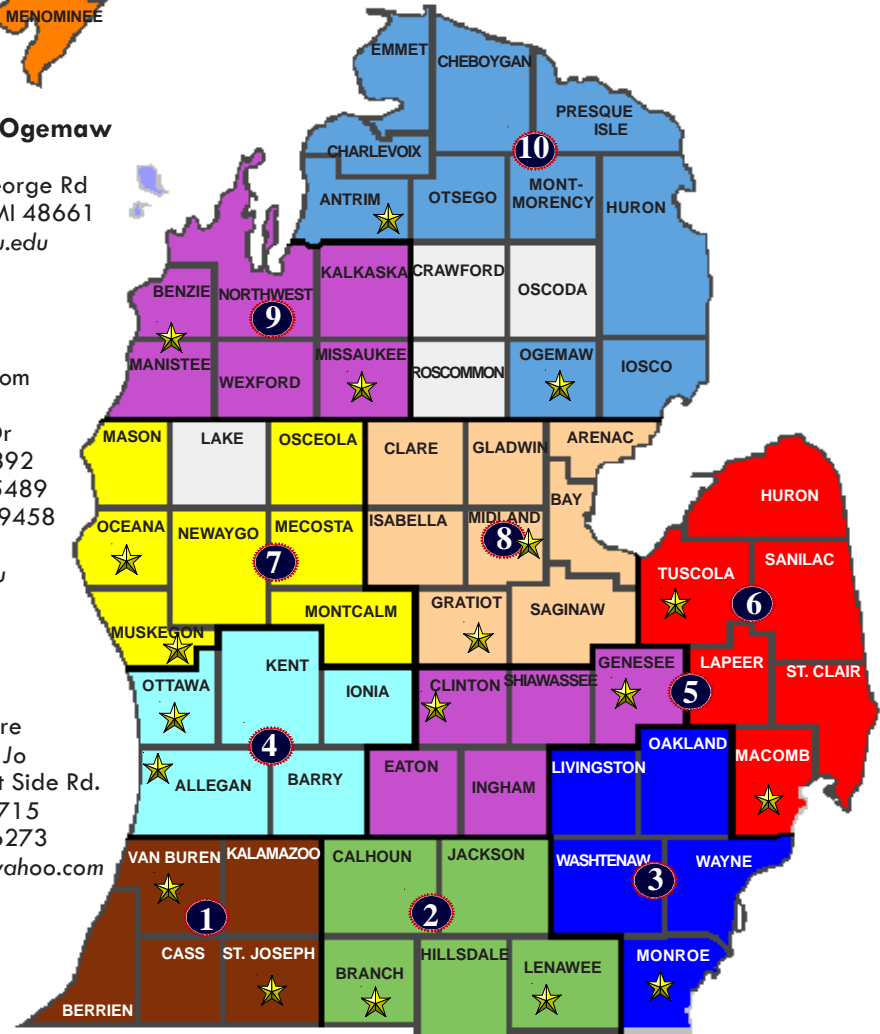 MENOMINEE
Ogemaw
eorge Rd
MI 48661
u.edu
om
Dr
892
5489
9458
u
re
Jo
t Side Rd.
715
6273
yahoo.com
EMMET
CHEBOYGAN
PRESQUE
ISLE
CHARLEVOIX
10
ANTRIM
OTSEGO
MONT-
MORENCY
HURON
KALKASKA
CRAWFORD
OSCODA
BENZIE
NORTHWEST
9
MANISTEE
WEXFORD
MISSAUKEE
ROSCOMMON
OGEMAW
IOSCO
MASON
LAKE
OSCEOLA
CLARE
GLADWIN
ARENAC
OCEANA
NEWAYGO
MECOSTA
ISABELLA
MIDLAND
BAY
7
8
HURON
TUSCOLA
SANILAC
6
MUSKEGON
MONTCALM
GRATIOT
SAGINAW
OTTAWA
KENT
IONIA
CLINTON
SHIAWASSEE
GENESEE
LAPEER
ST. CLAIR
5
4
ALLEGAN
BARRY
EATON
INGHAM
LIVINGSTON
OAKLAND
MACOMB
VAN BUREN
KALAMAZOO
CALHOUN
JACKSON
WASHTENAW
WAYNE
3
1
2
CASS
ST. JOSEPH
BRANCH
HILLSDALE
LENAWEE
MONROE
BERRIEN